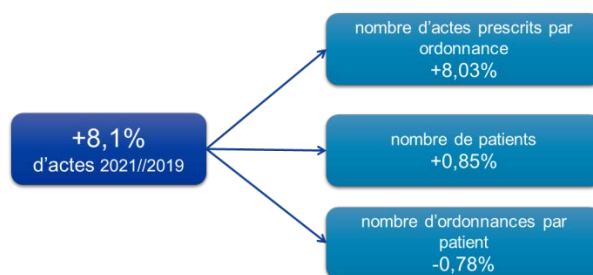 nombre d'actes prescrits par
ordonnance
+8,03%
+8,1%
d'actes 2021//2019
nombre de patients
+0,85%
nombre d'ordonnances par
patient
-0,78%